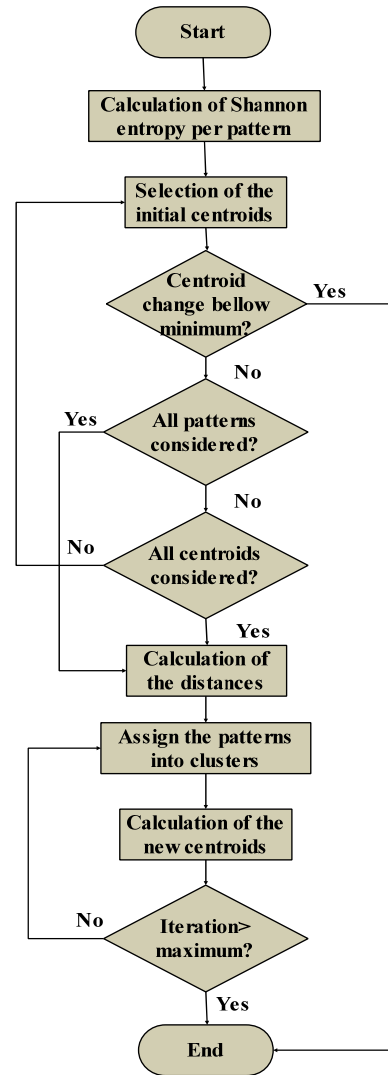 Start
Calculation of Shannon
entropy per pattern
Selection of the
initial centroids
Centroid
change bellow
minimum?
Yes
No
Yes
All patterns
considered?
No
No
All centroids
considered?
Yes
Calculation of
the distances
Assign the patterns
into clusters
Calculation of the
new centroids
No
Iteration>
maximum?
Yes
End